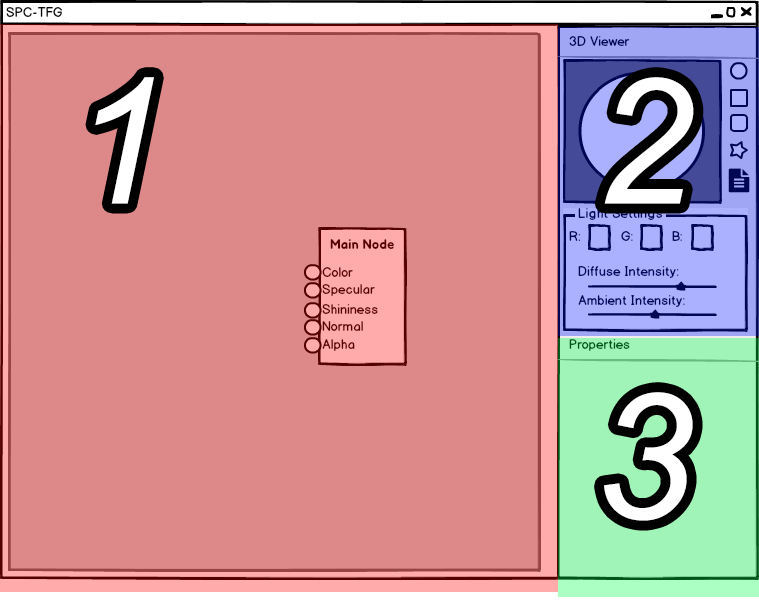 SPC-TFG
1
Main Node
Color
Specular
Shininess
Normal
Alpha
3D Viewer
2
Light Settings
R: G: B:
Diffuse Intensity:
Ambient Intensity:
Properties
3